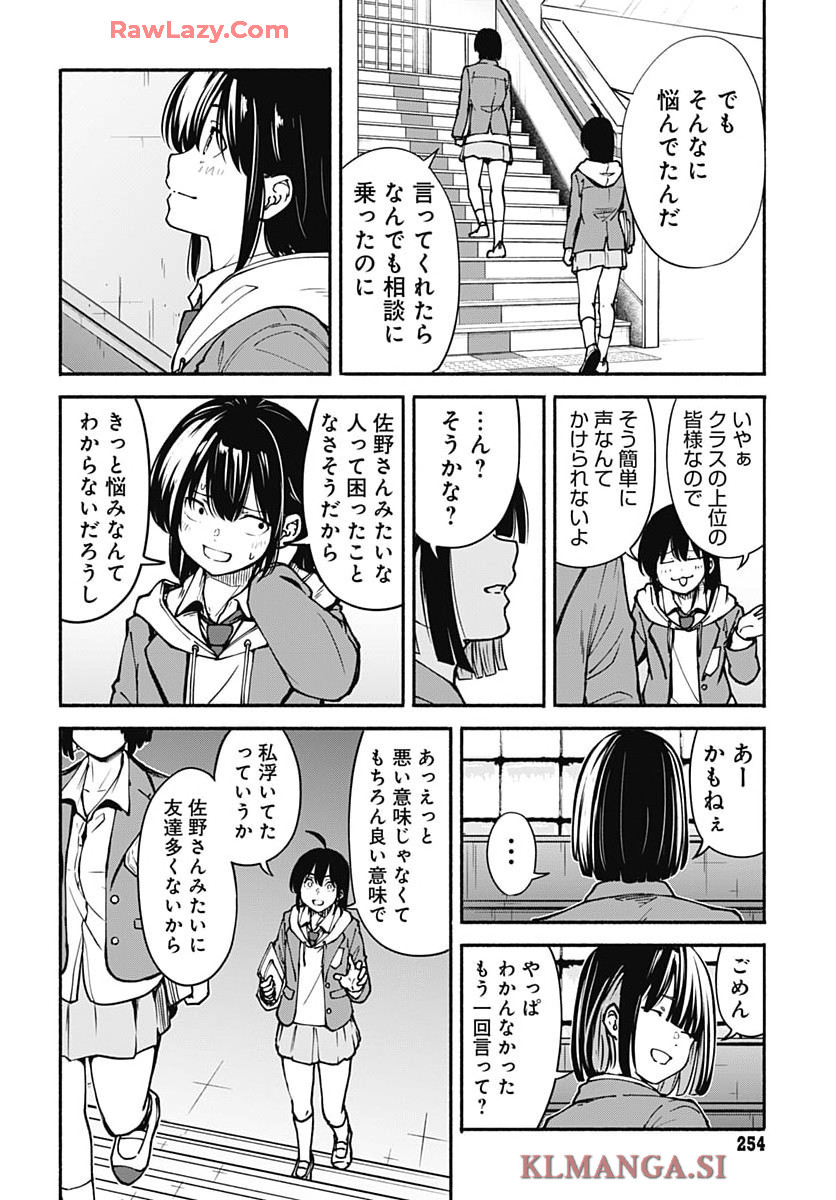 RawLazy.Com
でも
そんなに
悩んでたんだ
言ってくれたら
なんでも相談に
乗ったのに
いやぁ
クラスの上位の
皆様なので
そう簡単に
声なんて
かけられないよ
…ん?
そうかな?
佐野さんみたいな
人って困ったこと
なさそうだから
きっと悩みなんて
わからないだろうし
あー
かもねぇ
…
ごめん
やっぱ
わかんなかった
もう一回言って?
あっえっと
悪い意味じゃなくて
もちろん良い意味で
私浮いてた
っていうか
佐野さんみたいに
友達多くないから
254
KLMANGA.SI